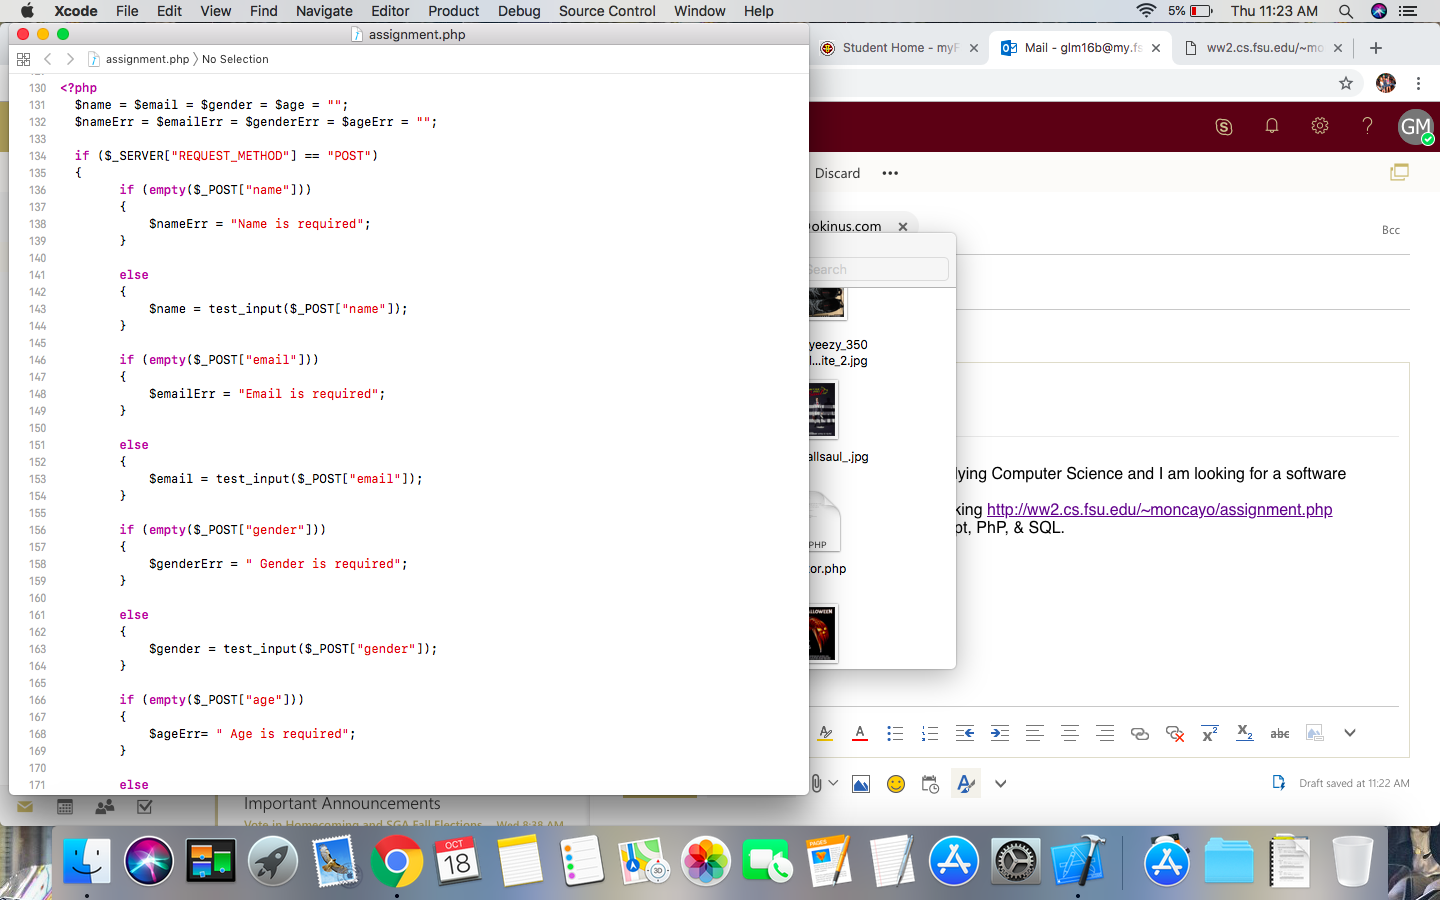 Xcode File Edit View Find Navigate Editor Product Debug Source Control Window Help
5% Thu 11:23 AM
assignment.php
assignment.php No Selection
130 <?php
131 $name = $email = $gender = $age = "";
132 $nameErr = $emailErr = $genderErr = $ageErr = "";
133
134 if ($_SERVER["REQUEST_METHOD"] == "POST")
135 {
136 if (empty($_POST["name"]))
137 {
138 $nameErr = "Name is required";
139 }
140
141 else
142 {
143 $name = test_input($_POST["name"]);
144 }
145
146 if (empty($_POST["email"]))
147 {
148 $emailErr = "Email is required";
149 }
150
151 else
152 {
153 $email = test_input($_POST["email"]);
154 }
155
156 if (empty($_POST["gender"]))
157 {
158 $genderErr = " Gender is required";
159 }
160
161 else
162 {
163 $gender = test_input($_POST["gender"]);
164 }
165
166 if (empty($_POST["age"]))
167 {
168 $ageErr= " Age is required";
169 }
170
171 else
Student Home - myF
Mail - glm16b@my.fs
ww2.cs.fsu.edu/~mo
GM
Discard
okinus.com
Bcc
Search
yeezy_350
l...ite_2.jpg
allsaul_.jpg
PHP
tor.php
LLOWEEN
lying Computer Science and I am looking for a software
king http://ww2.cs.fsu.edu/~moncayo/assignment.php
pt, PhP, & SQL.
abc
Draft saved at 11:22 AM
Important Announcements
Vote in Homecoming and SGA Fall Elections Wed 8:38 AM
OCT
18
3D
PAGES